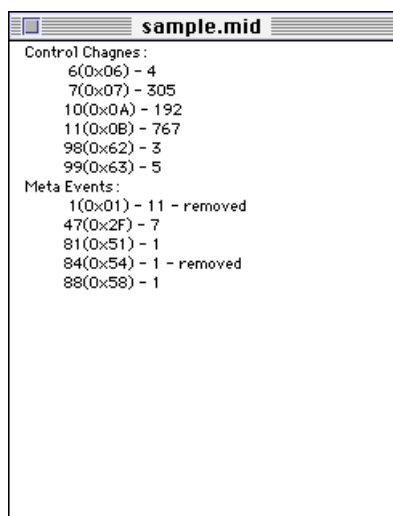 sample.mid
Control Chagnes:
6(0x06) - 4
7(0x07) - 305
10(0x0A) - 192
11(0x0B) - 767
98(0x62) - 3
99(0x63) - 5
Meta Events:
1(0x01) - 11 - removed
47(0x2F) - 7
81(0x51) - 1
84(0x54) - 1 - removed
88(0x58) - 1